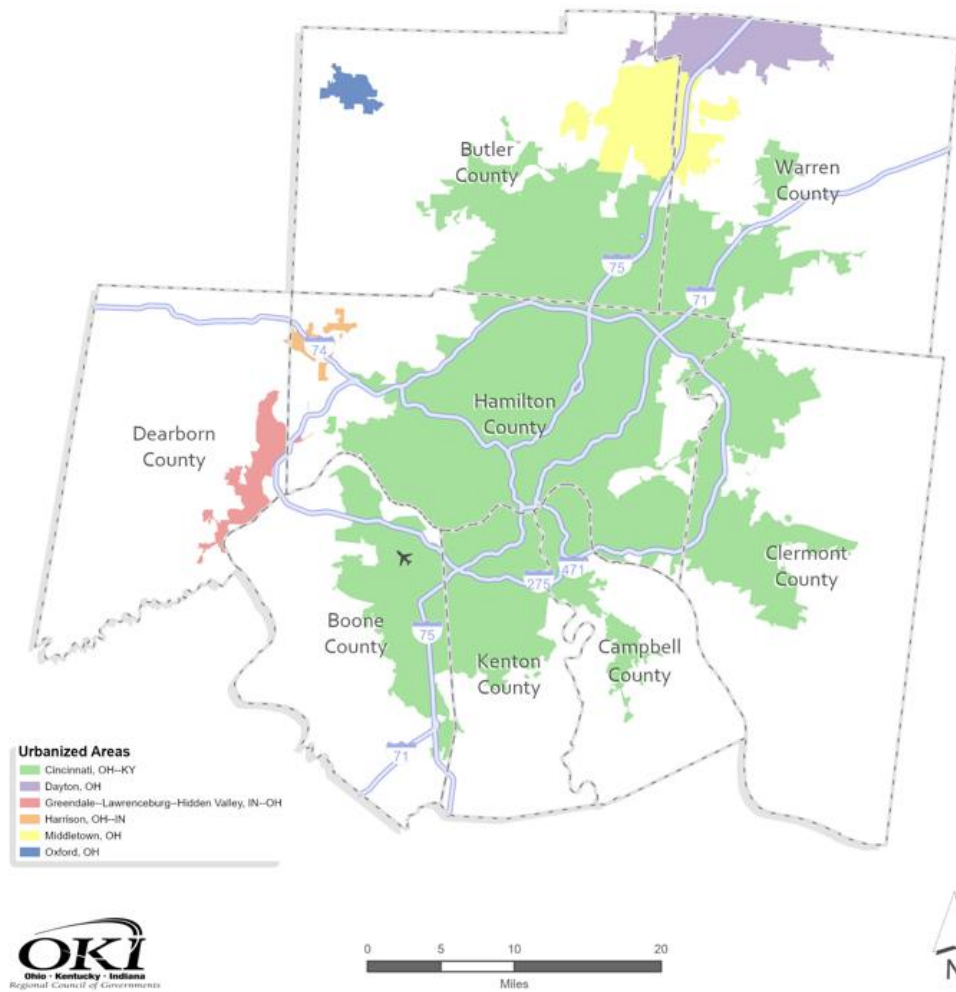 Butler
County
Warren
County
75
71
74
Hamilton
County
Dearborn
County
Clermont
County
471
275
Boone
County
75
Kenton
County
Campbell
County
71
Urbanized Areas
Cincinnati, OH--KY
Dayton, OH
Greendale--Lawrenceburg--Hidden Valley, IN--OH
Harrison, OH--IN
Middletown, OH
Oxford, OH
OKI
Ohio • Kentucky • Indiana
Regional Council of Governments
0 5 10 20
Miles
N